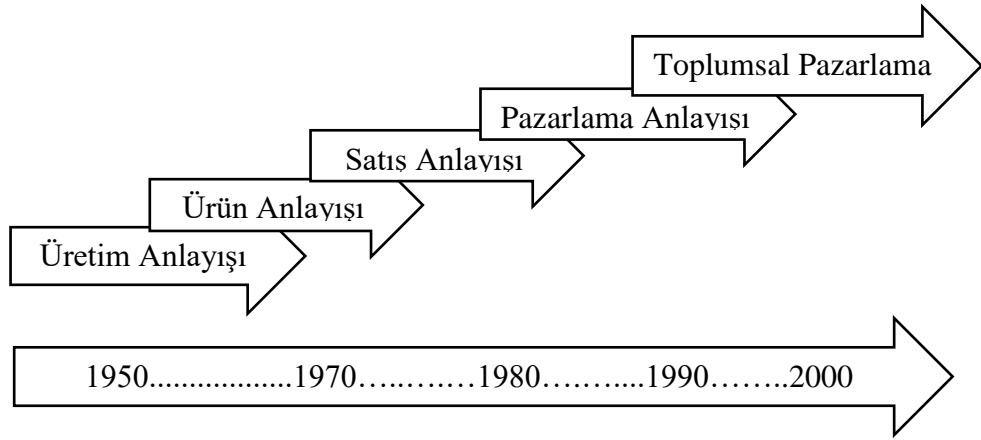 Toplumsal Pazarlama
Pazarlama Anlayışı
Satış Anlayışı
Ürün Anlayışı
Üretim Anlayışı
1950.................1970…..……1980……....1990……..2000